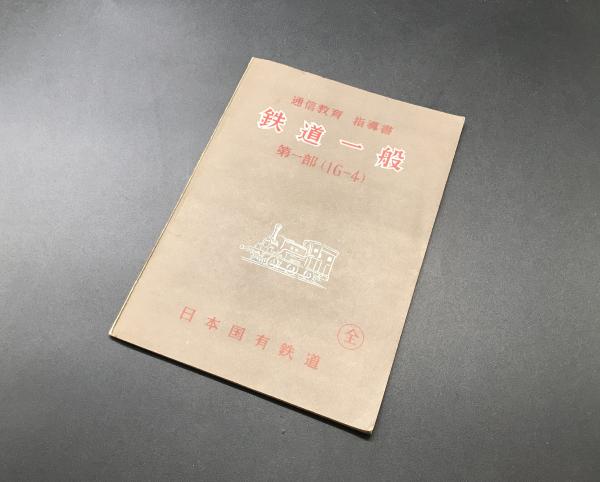 通信教育 指導書
鉄道一般
第一部(16-4)
全
日本国有鉄道